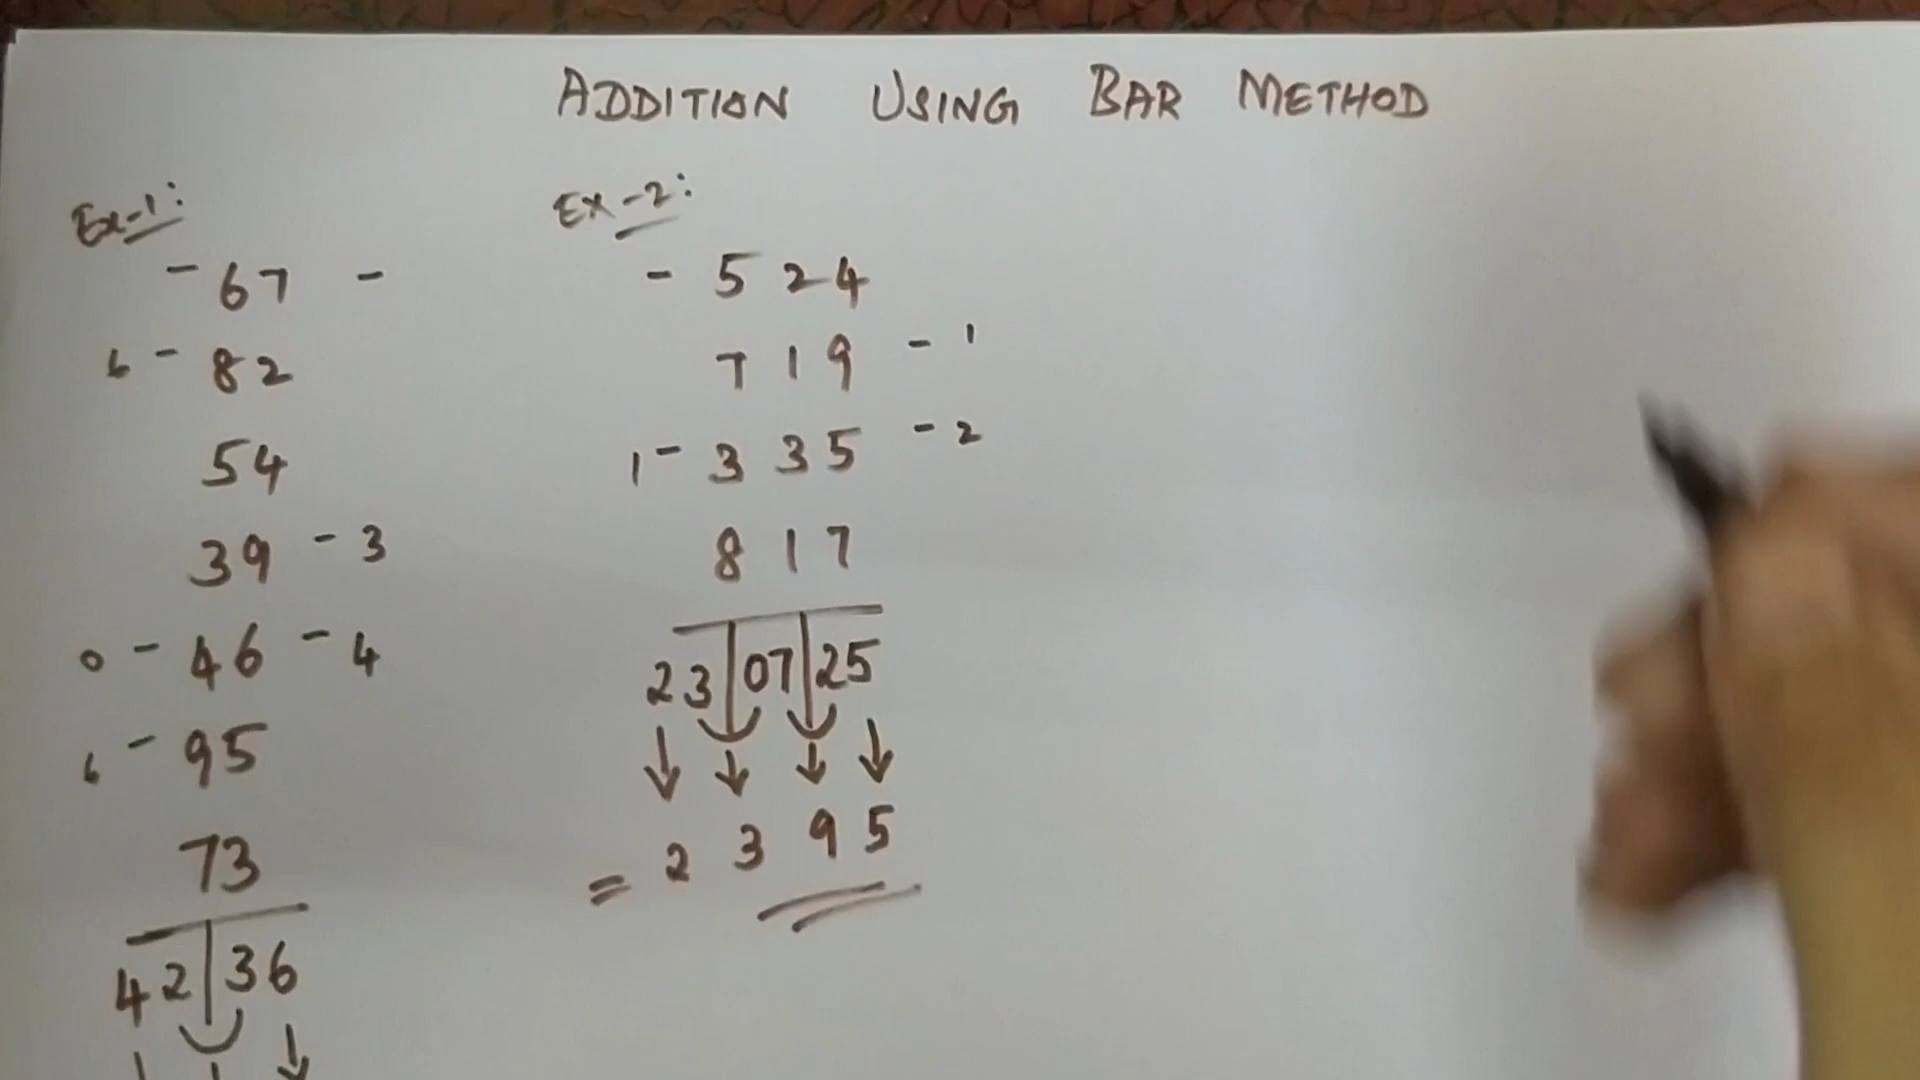 ADDITION USING BAR METHOD
Ex-1:
- 67 -
6 - 82
54
39 - 3
0 - 46 - 4
6 - 95
73
42|36
Ex-2:
- 524
719 - 1
1 - 335 - 2
817
23|07|25
= 2395